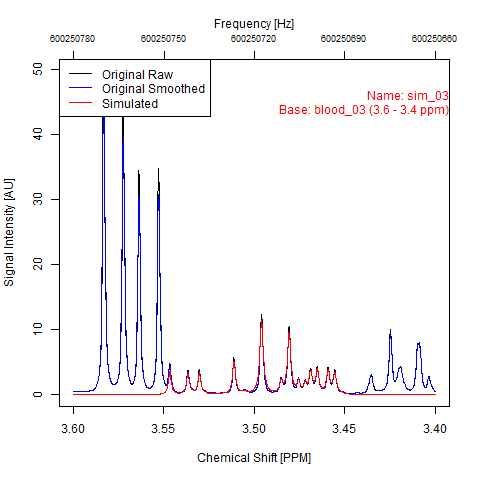 Frequency [Hz]
600250780 600250750 600250720 600250690 600250660
Original Raw
Original Smoothed
Simulated
Name: sim_03
Base: blood_03 (3.6 - 3.4 ppm)
Signal Intensity [AU]
50
40
30
20
10
0
3.60 3.55 3.50 3.45 3.40
Chemical Shift [PPM]